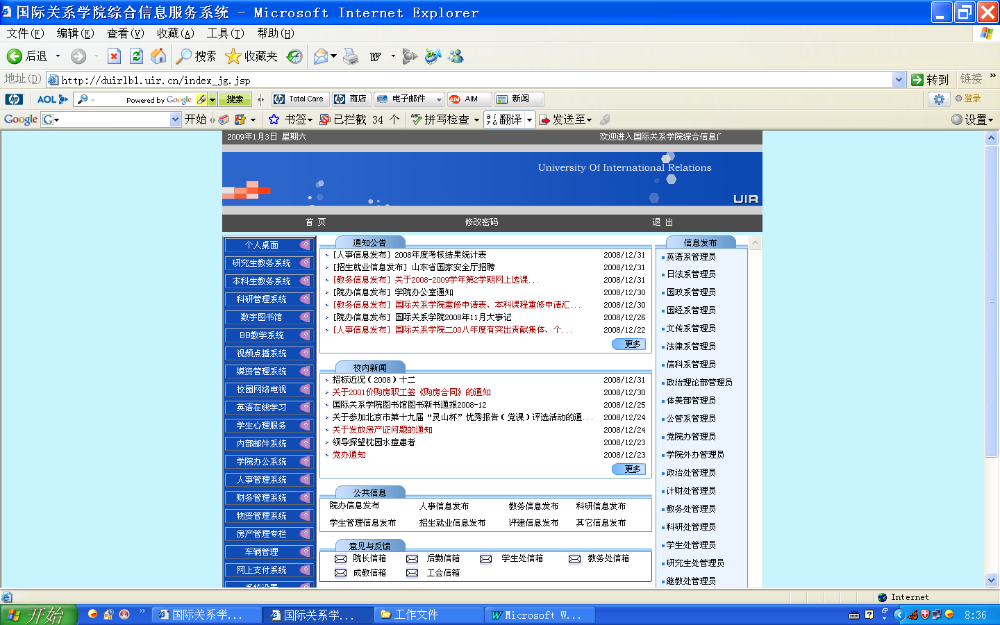 国际关系学院综合信息服务系统 - Microsoft Internet Explorer
文件(F) 编辑(E) 查看(V) 收藏(A) 工具(T) 帮助(H)
后退 搜索 收藏夹
地址(D) http://duirlb1.uir.cn/index_jg.jsp 转到 链接 »
hp AOL Powered by Google 搜索 Total Care 商店 电子邮件 AIM 新闻 登录
Google G 开始 书签 已拦截 34 个 拼写检查 翻译 发送至 设置
2009年1月3日 星期六 欢迎进入国际关系学院综合信息
University Of International Relations
UIR
首 页 修改密码 退 出
个人桌面
研究生教务系统
本科生教务系统
科研管理系统
数字图书馆
BB教学系统
视频点播系统
媒资管理系统
校园网络电视
英语在线学习
学生心理服务
内部邮件系统
学院办公系统
人事管理系统
财务管理系统
物资管理系统
房产管理专栏
车辆管理
网上支付系统
系统设置
通知公告
[人事信息发布] 2008年度考核结果统计表 2008/12/31
[招生就业信息发布] 山东省国家安全厅招聘 2008/12/31
[教务信息发布] 关于2008-2009学年第2学期网上选课... 2008/12/31
[院办信息发布] 学院办公室通知 2008/12/30
[教务信息发布] 国际关系学院重修申请表、本科课程重修申请汇... 2008/12/30
[院办信息发布] 国际关系学院2008年11月大事记 2008/12/26
[人事信息发布] 国际关系学院二00八年度有突出贡献集体、个... 2008/12/22
更多
校内新闻
招标近况（2008）十二 2008/12/31
关于2001价购房职工签《购房合同》的通知 2008/12/30
国际关系学院图书馆图书新书通报2008-12 2008/12/25
关于参加北京市第十九届“灵山杯”优秀报告（党课）评选活动的通... 2008/12/24
关于发放房产证问题的通知 2008/12/24
领导探望枕园水痘患者 2008/12/23
党办通知 2008/12/23
更多
公共信息
院办信息发布 人事信息发布 教务信息发布 科研信息发布
学生管理信息发布 招生就业信息发布 评建信息发布 其它信息发布
意见与反馈
院长信箱 后勤信箱 学生处信箱 教务处信箱
成教信箱 工会信箱
信息发布
英语系管理员
日法系管理员
国政系管理员
国经系管理员
文传系管理员
法律系管理员
信科系管理员
政治理论部管理员
体美部管理员
公管系管理员
党院办管理员
学院外办管理员
政治处管理员
计财处管理员
教务处管理员
科研处管理员
学生处管理员
研究生处管理员
继教处管理员
Internet
开始 » 国际关系学... 国际关系学... 工作文件 Microsoft W... 8:36